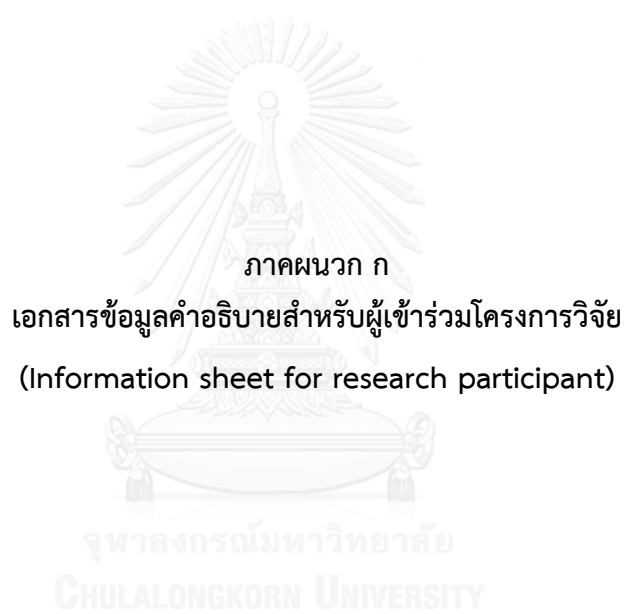 ภาคผนวก ก
เอกสารข้อมูลคำอธิบายสำหรับผู้เข้าร่วมโครงการวิจัย
(Information sheet for research participant)
จุฬาลงกรณ์มหาวิทยาลัย
CHULALONGKORN UNIVERSITY